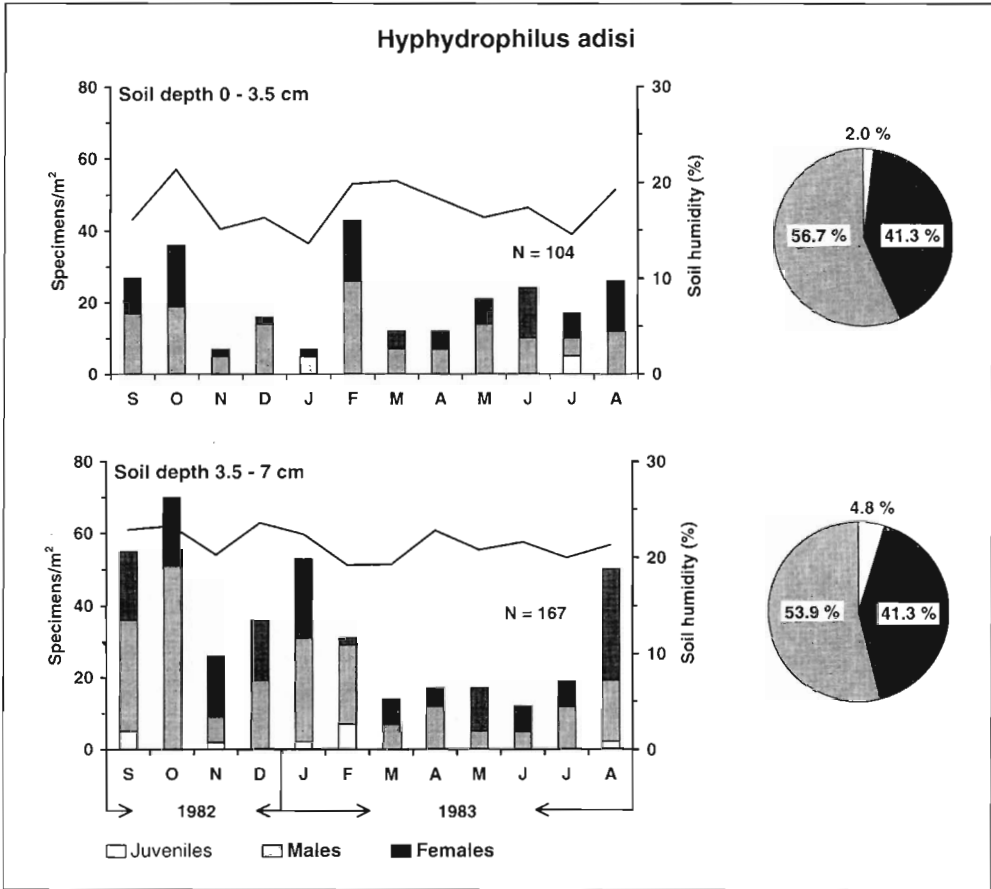 Hyphydrophilus adisi
Soil depth 0 - 3.5 cm
80
60
40
20
0
Specimens/m²
30
20
10
0
Soil humidity (%)
N = 104
S O N D J F M A M J J A
2.0 %
56.7 %
41.3 %
Soil depth 3.5 - 7 cm
80
60
40
20
0
Specimens/m²
30
20
10
0
Soil humidity (%)
N = 167
S O N D J F M A M J J A
1982 1983
4.8 %
53.9 %
41.3 %
Juveniles Males Females